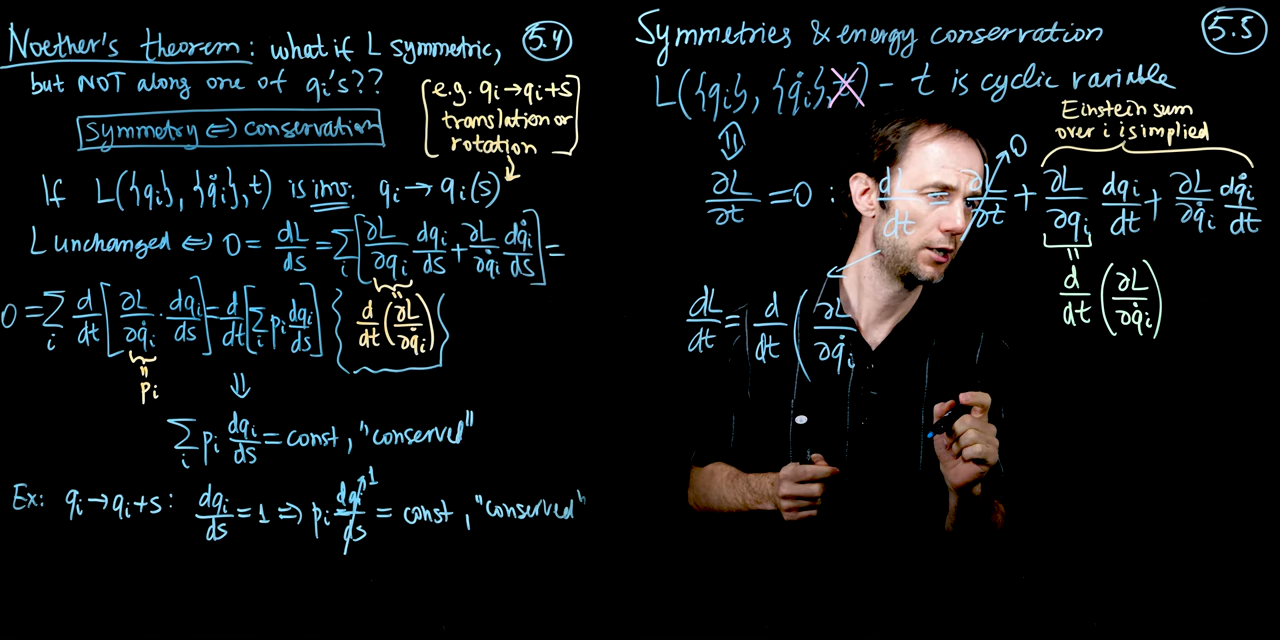 Noether's theorem: what if L symmetric, 5.4
but NOT along one of qi's??
[e.g. qi→qi+s
translation or
rotation]
Symmetry ⇔ conservation
If L({qi}, {q̇i}, t) is inv. qi → qi(s)
L unchanged ⇔ 0 = dL/ds = ∑i [∂L/∂qi dqi/ds + ∂L/∂q̇i dq̇i/ds] =
0 = ∑i d/dt [∂L/∂q̇i · dqi/ds] = d/dt [∑i pi dqi/ds] { d/dt (∂L/∂q̇i) }
"
pi
⇓
∑i pi dqi/ds = const, "conserved"
Ex: qi → qi+s: dqi/ds = 1 ⇒ pi dqi/ds ↗1 = const, "conserved"
Symmetries & energy conservation 5.5
L({qi}, {q̇i}, t) - t is cyclic variable
Einstein sum
over i is implied
⇓
∂L/∂t = 0 : dL/dt = ∂L/∂t ↗0 + ∂L/∂qi dqi/dt + ∂L/∂q̇i dq̇i/dt
"
d/dt (∂L/∂q̇i)
dL/dt = d/dt (∂L/∂q̇i